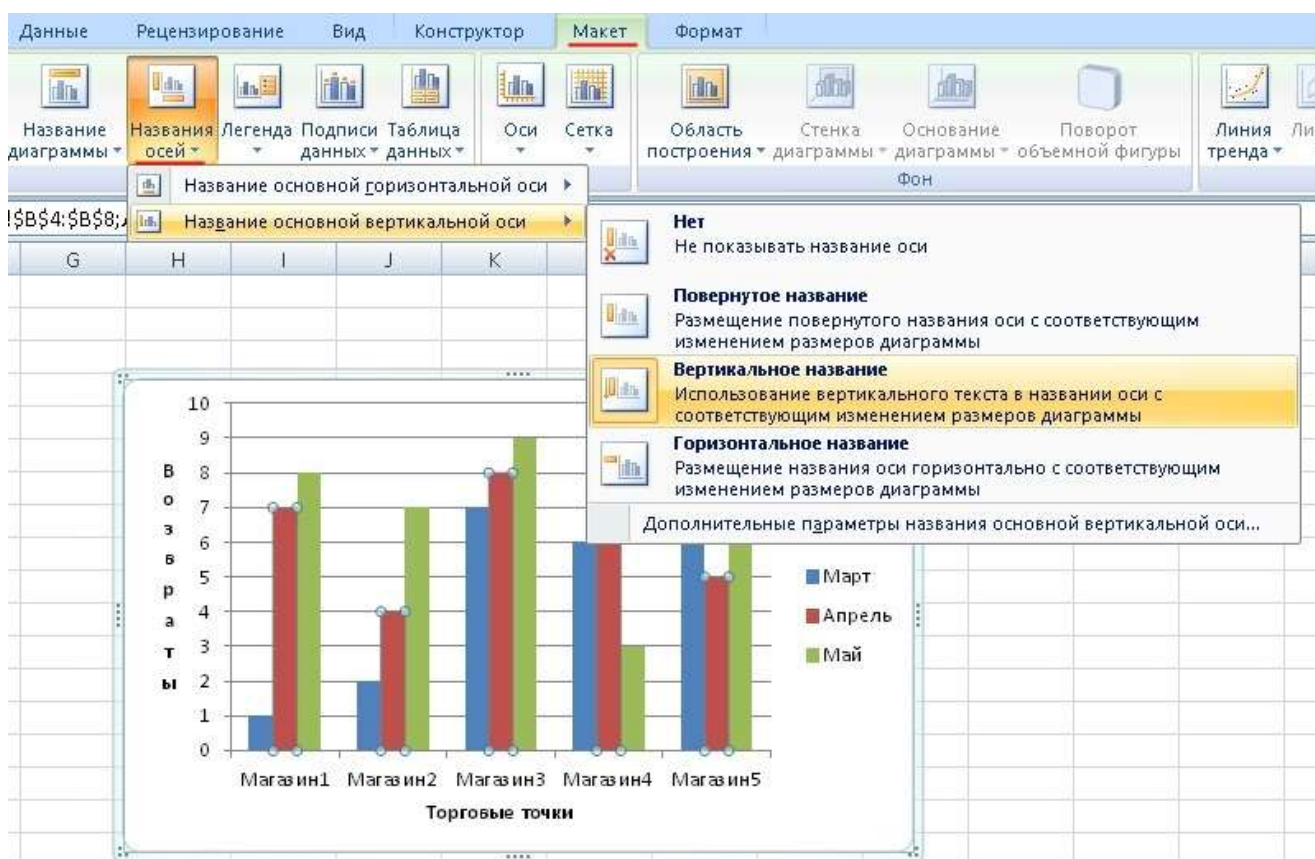 Данные Рецензирование Вид Конструктор Макет Формат
Название диаграммы
Названия осей
Легенда
Подписи данных
Таблица данных
Оси
Сетка
Область построения
Стенка диаграммы
Основание диаграммы
Поворот объемной фигуры
Линия тренда
Фон
Название основной горизонтальной оси
Название основной вертикальной оси
!$B$4:$B$8;
G H I J K
Нет
Не показывать название оси
Повернутое название
Размещение повернутого названия оси с соответствующим
изменением размеров диаграммы
Вертикальное название
Использование вертикального текста в названии оси с
соответствующим изменением размеров диаграммы
Горизонтальное название
Размещение названия оси горизонтально с соответствующим
изменением размеров диаграммы
Дополнительные параметры названия основной вертикальной оси...
Возвраты
10
9
8
7
6
5
4
3
2
1
0
Март
Апрель
Май
Магазин1 Магазин2 Магазин3 Магазин4 Магазин5
Торговые точки